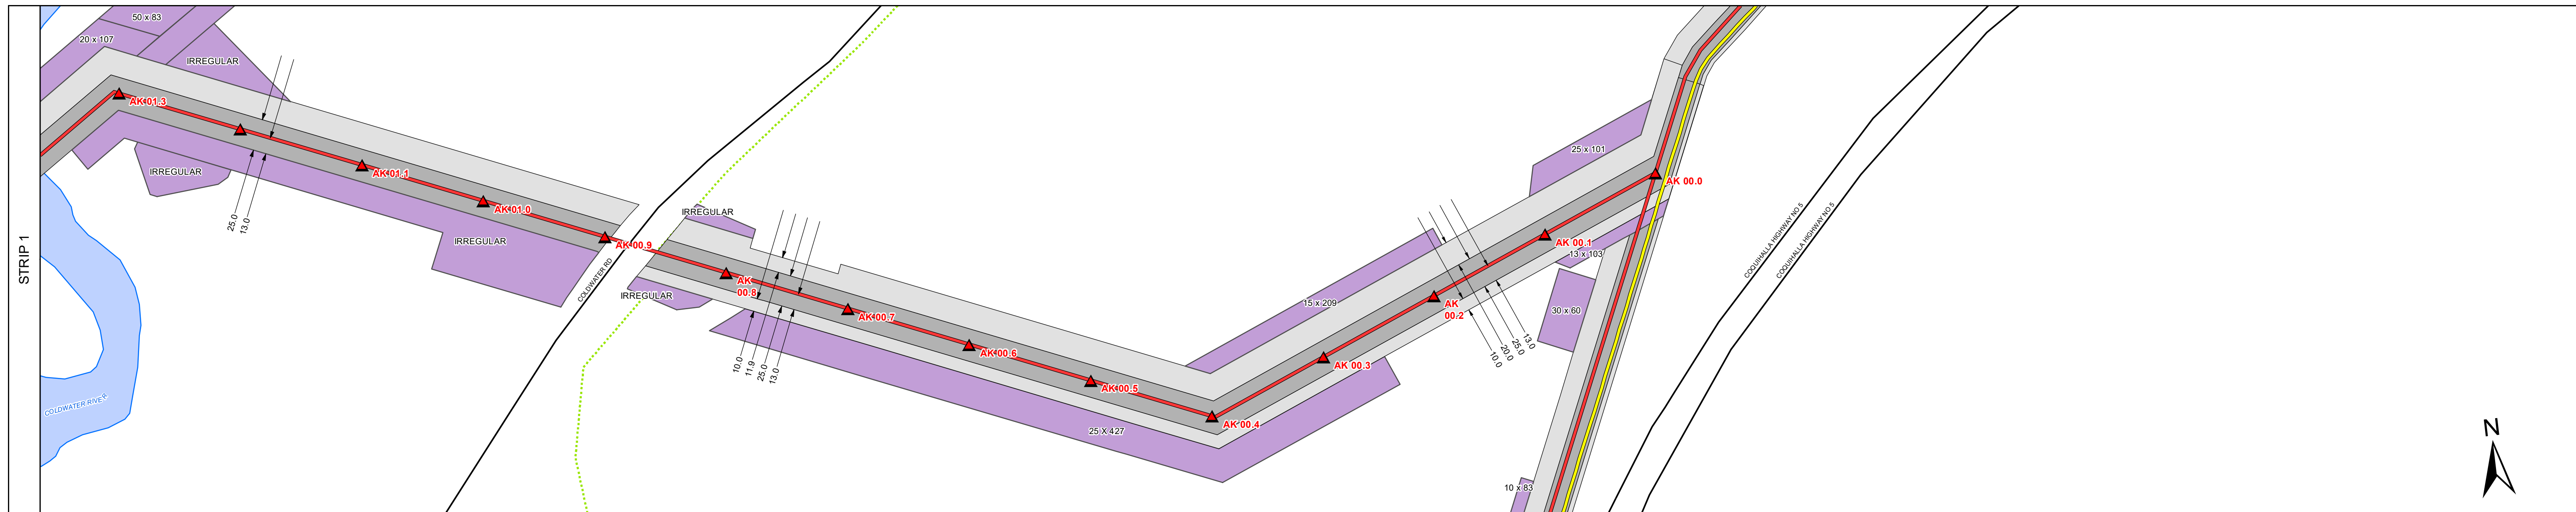 STRIP 1
50 x 83
20 x 107
IRREGULAR
AK 01.3
IRREGULAR
25.0
13.0
AK 01.1
AK 01.0
IRREGULAR
COLDWATER RIVER
AK 00.9
COLDWATER RD
IRREGULAR
IRREGULAR
AK
00.8
10.0
11.9
25.0
13.0
AK 00.7
AK 00.6
AK 00.5
25 X 427
AK 00.4
15 x 209
AK 00.3
AK
00.2
10.0
20.0
25.0
13.0
25 x 101
AK 00.1
13 x 103
AK 00.0
30 x 60
10 x 83
COQUIHALLA HIGHWAY NO.5
COQUIHALLA HIGHWAY NO.5
N